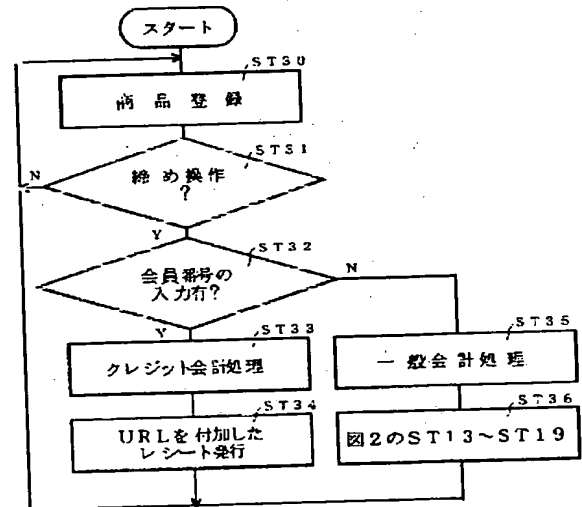 スタート
ST30
商品登録
ST31
N
締め操作
?
Y
ST32
会員番号の
入力有?
N
Y
ST33
クレジット会計処理
ST35
一般会計処理
ST34
URLを付加した
レシート発行
ST36
図2のST13~ST19